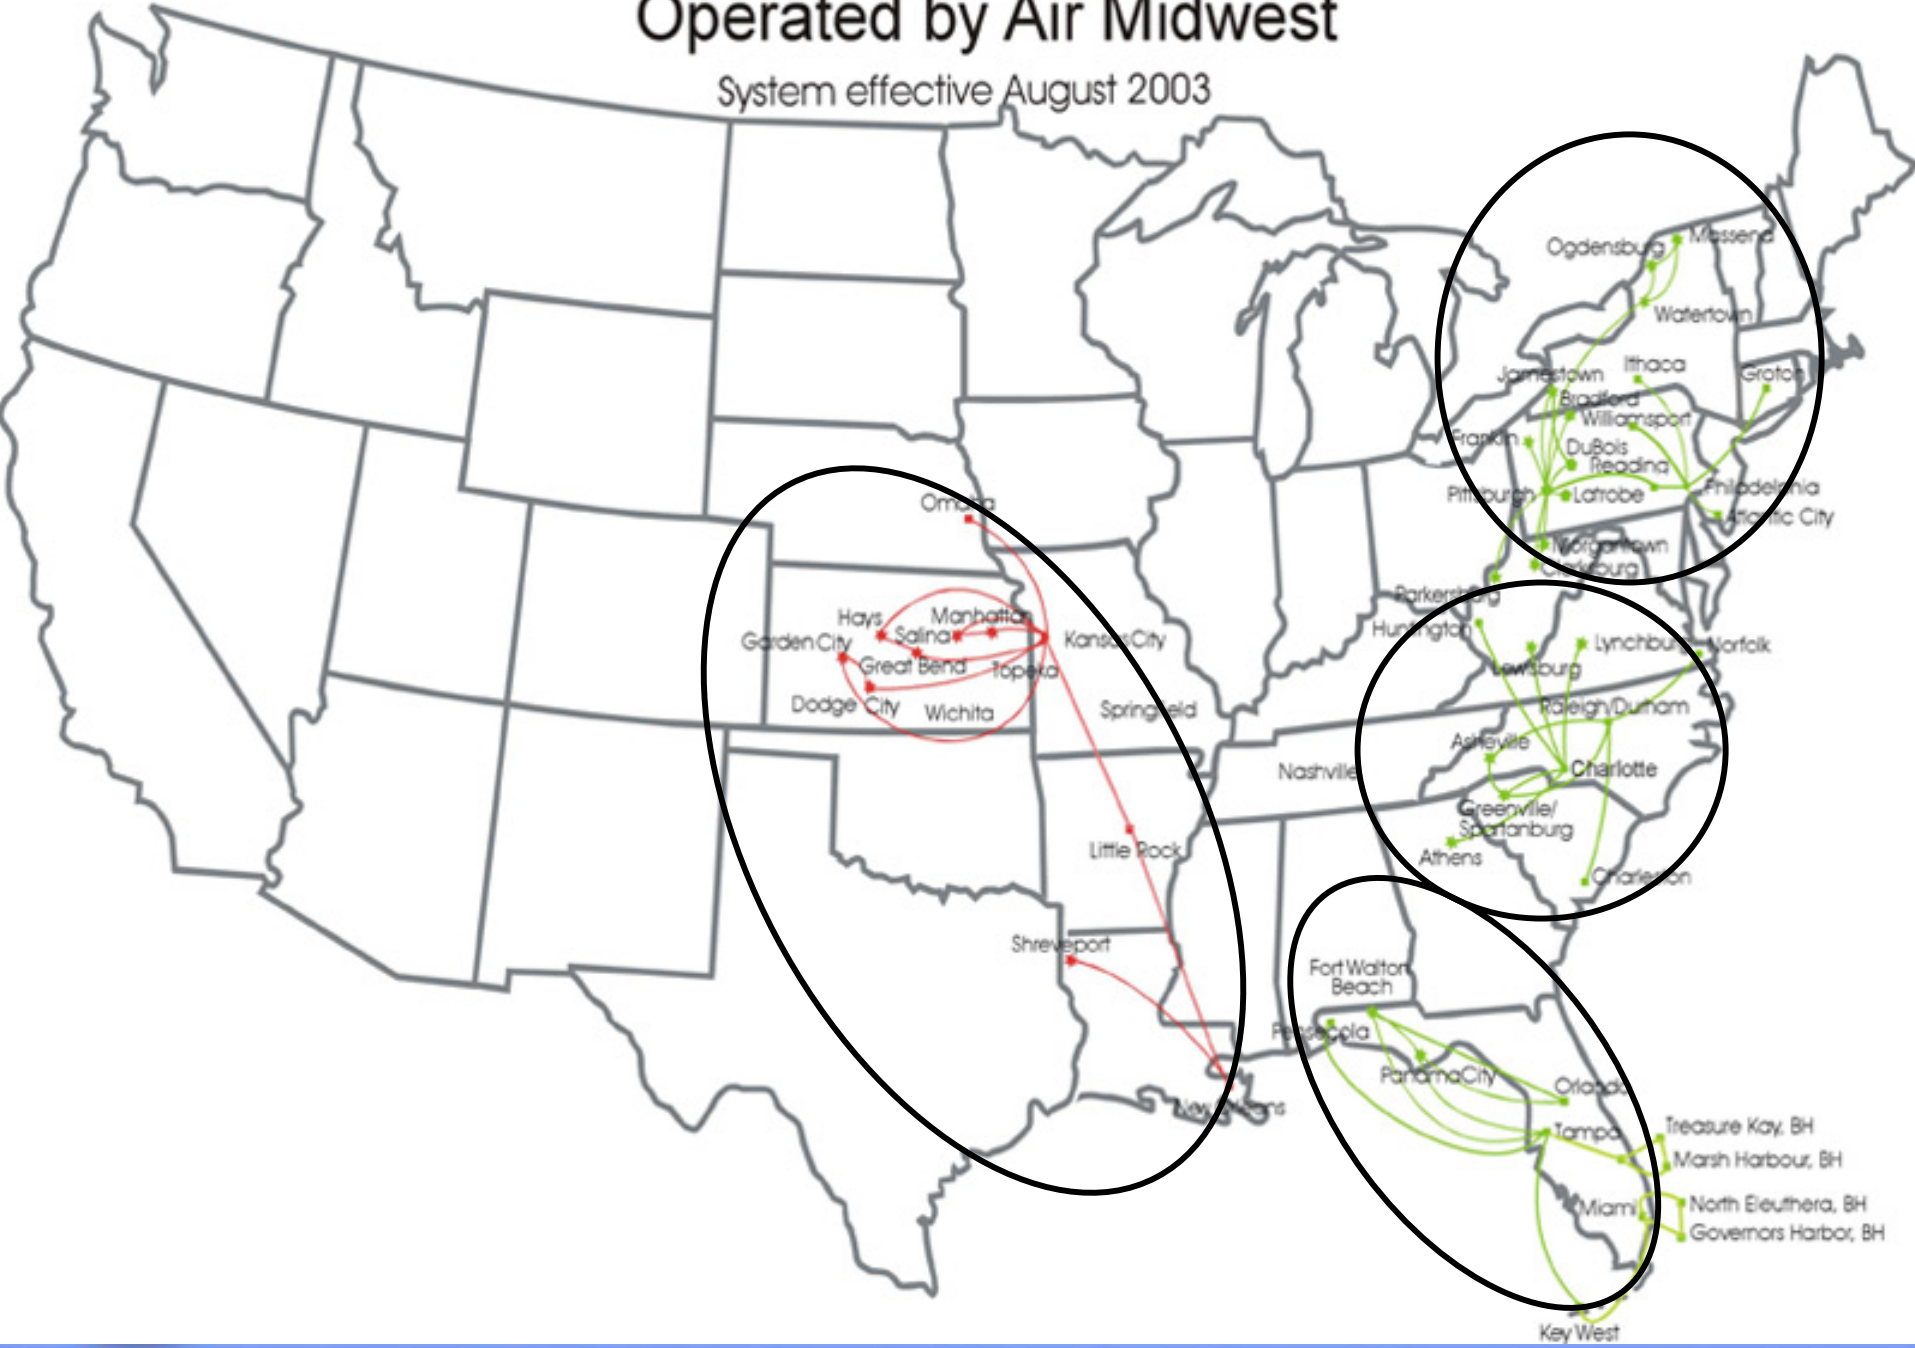 Operated by Air Midwest
System effective August 2003
Massena
Ogdensburg
Watertown
Ithaca
Jamestown
Groton
Bradford
Williamsport
Franklin
DuBois
Reading
Pittsburgh
Latrobe
Philadelphia
Atlantic City
Morgantown
Clarksburg
Parkersburg
Huntington
Lynchburg
Norfolk
Lewisburg
Raleigh/Durham
Asheville
Charlotte
Nashville
Greenville/
Spartanburg
Athens
Charleston
Omaha
Hays
Manhattan
Garden City
Salina
Kansas City
Great Bend
Topeka
Dodge City
Wichita
Springfield
Little Rock
Shreveport
New Orleans
Fort Walton
Beach
Pensacola
Panama City
Orlando
Tampa
Treasure Kay, BH
Marsh Harbour, BH
Miami
North Eleuthera, BH
Governors Harbor, BH
Key West